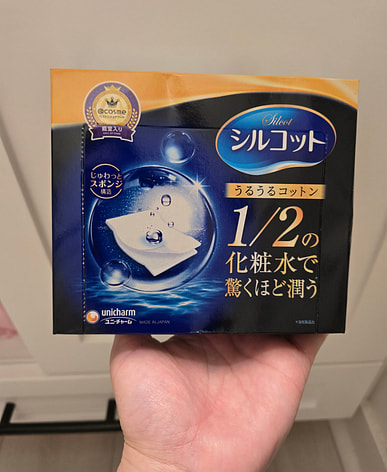 @cosme
殿堂入り
Silcot
シルコット
じゅわっと
スポンジ
構造
うるうるコットン
1/2の
化粧水で
驚くほど潤う
unicharm
ユニ・チャーム
MADE IN JAPAN